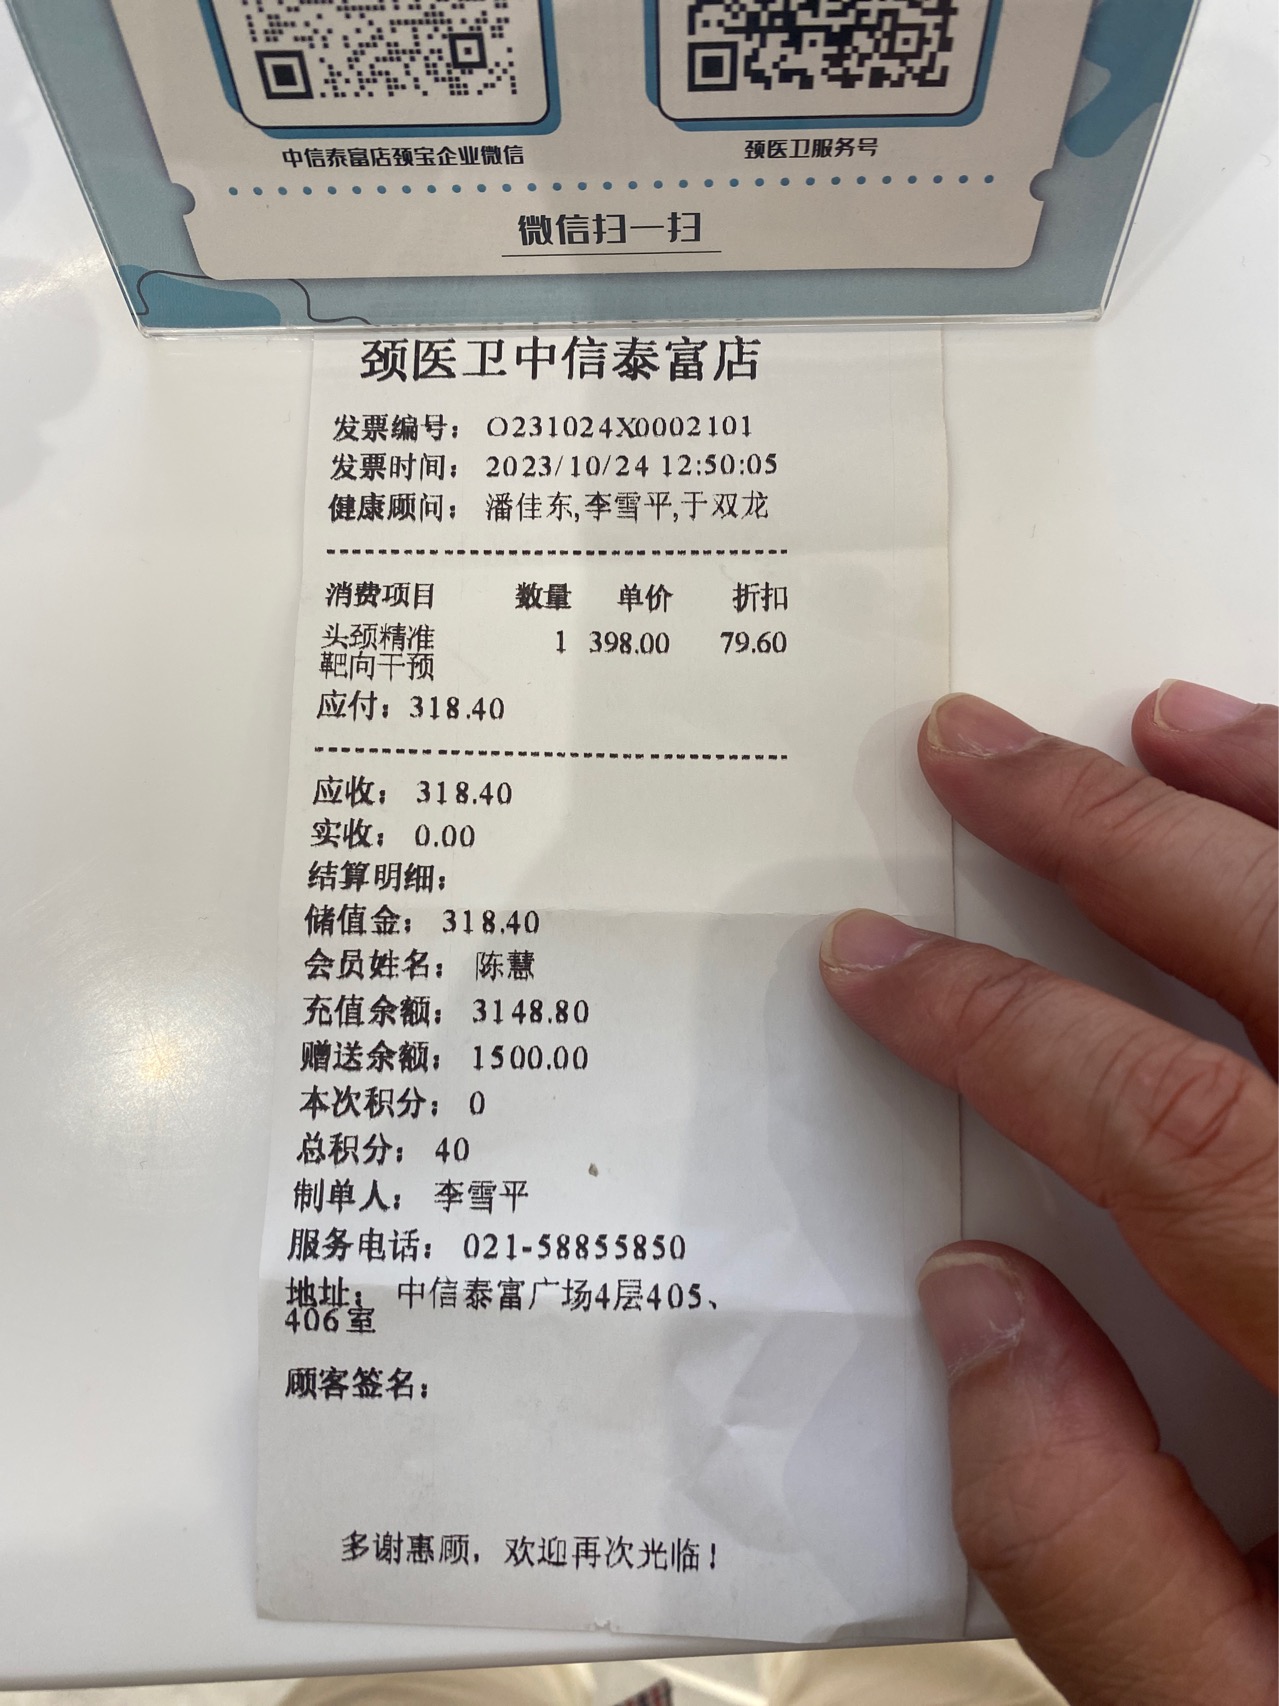 中信泰富店颈宝企业微信
颈医卫服务号
微信扫一扫
颈医卫中信泰富店
发票编号： O231024X0002101
发票时间： 2023/10/24 12:50:05
健康顾问： 潘佳东,李雪平,于双龙
消费项目 数量 单价 折扣
头颈精准 1 398.00 79.60
靶向干预
应付：318.40
应收： 318.40
实收： 0.00
结算明细：
储值金： 318.40
会员姓名： 陈慧
充值余额： 3148.80
赠送余额： 1500.00
本次积分： 0
总积分： 40
制单人： 李雪平
服务电话： 021-58855850
地址： 中信泰富广场4层405、
406室
顾客签名：
多谢惠顾，欢迎再次光临！